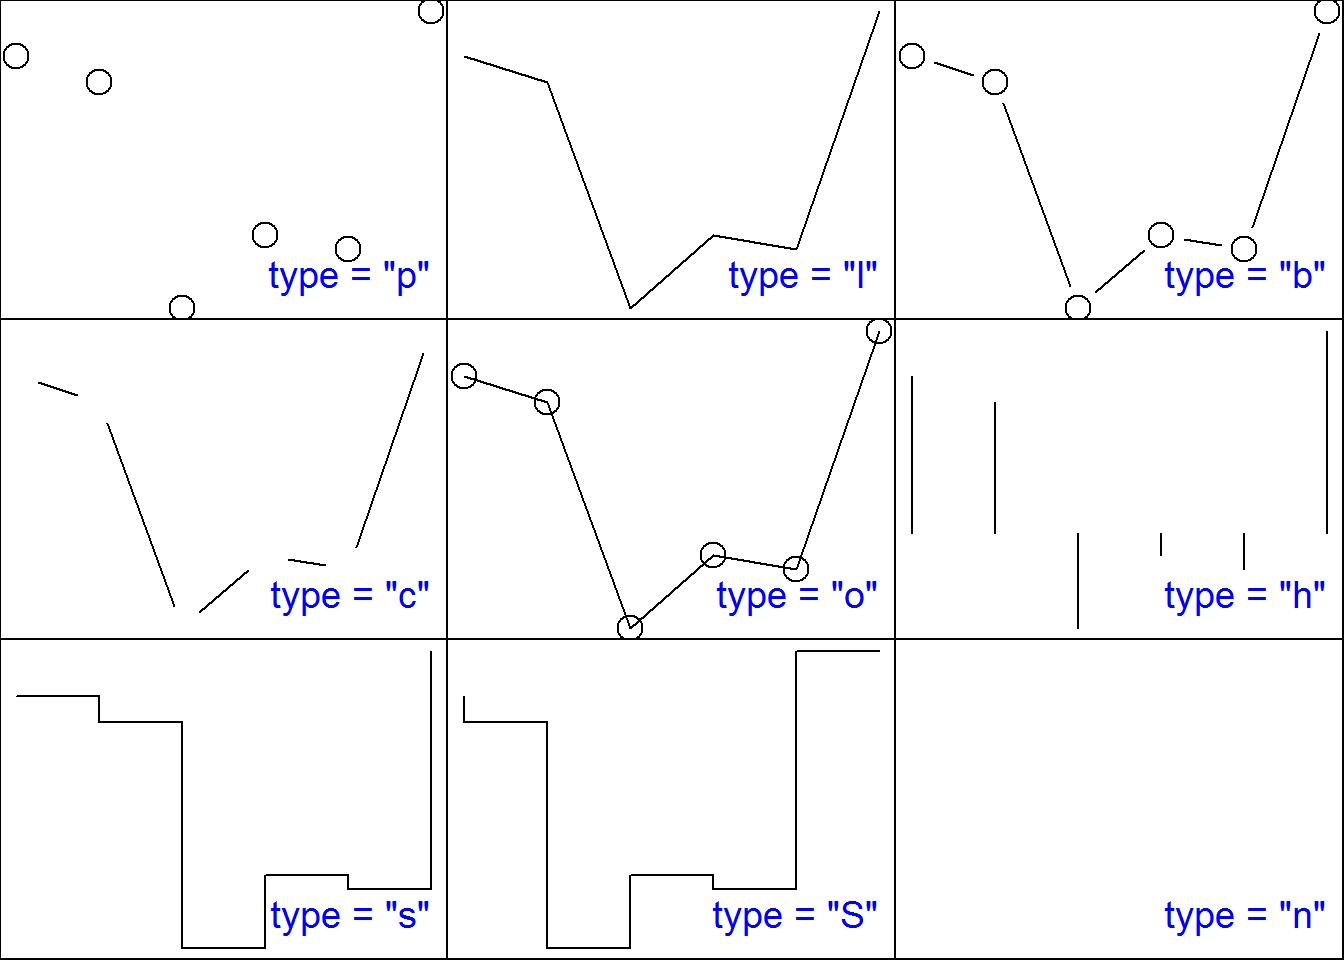 type = "p"
type = "l"
type = "b"
type = "c"
type = "o"
type = "h"
type = "s"
type = "S"
type = "n"